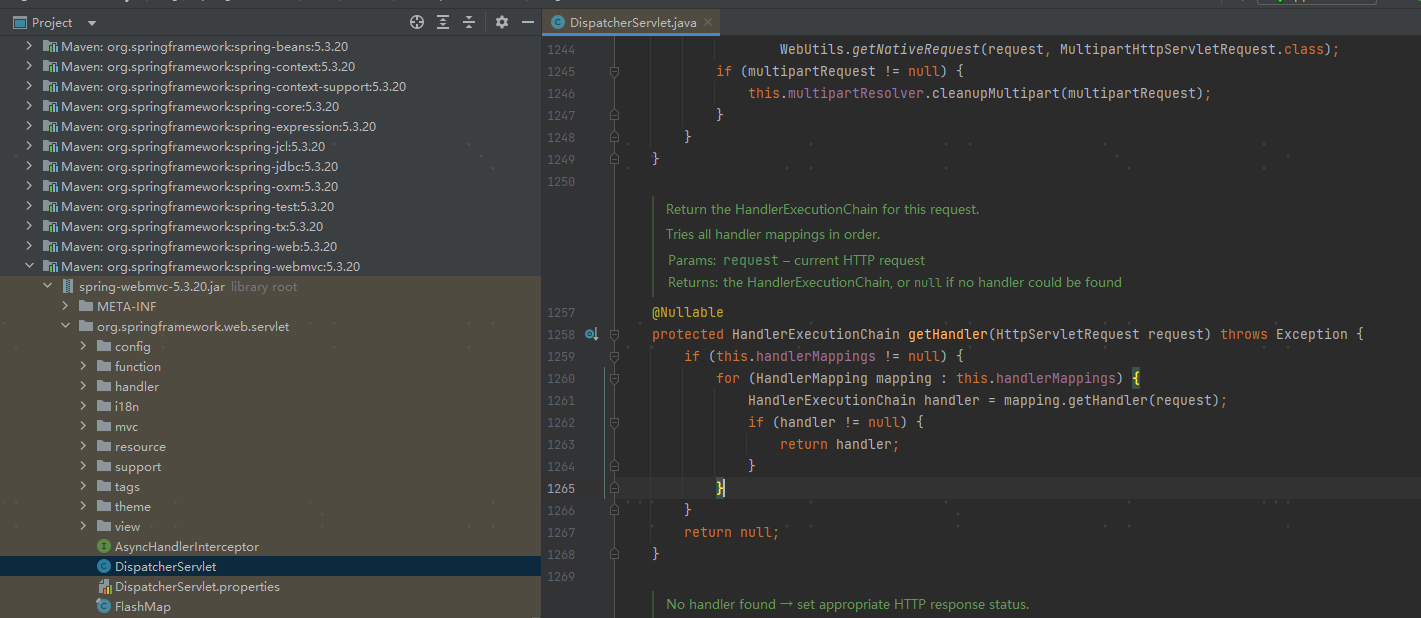 Project
DispatcherServlet.java
Maven: org.springframework:spring-beans:5.3.20
Maven: org.springframework:spring-context:5.3.20
Maven: org.springframework:spring-context-support:5.3.20
Maven: org.springframework:spring-core:5.3.20
Maven: org.springframework:spring-expression:5.3.20
Maven: org.springframework:spring-jcl:5.3.20
Maven: org.springframework:spring-jdbc:5.3.20
Maven: org.springframework:spring-oxm:5.3.20
Maven: org.springframework:spring-test:5.3.20
Maven: org.springframework:spring-tx:5.3.20
Maven: org.springframework:spring-web:5.3.20
Maven: org.springframework:spring-webmvc:5.3.20
spring-webmvc-5.3.20.jar library root
META-INF
org.springframework.web.servlet
config
function
handler
i18n
mvc
resource
support
tags
theme
view
AsyncHandlerInterceptor
DispatcherServlet
DispatcherServlet.properties
FlashMap
1244 WebUtils.getNativeRequest(request, MultipartHttpServletRequest.class);
1245 if (multipartRequest != null) {
1246 this.multipartResolver.cleanupMultipart(multipartRequest);
1247 }
1248 }
1249 }
1250
Return the HandlerExecutionChain for this request.
Tries all handler mappings in order.
Params: request – current HTTP request
Returns: the HandlerExecutionChain, or null if no handler could be found
1257 @Nullable
1258 protected HandlerExecutionChain getHandler(HttpServletRequest request) throws Exception {
1259 if (this.handlerMappings != null) {
1260 for (HandlerMapping mapping : this.handlerMappings) {
1261 HandlerExecutionChain handler = mapping.getHandler(request);
1262 if (handler != null) {
1263 return handler;
1264 }
1265 }
1266 }
1267 return null;
1268 }
1269
No handler found → set appropriate HTTP response status.